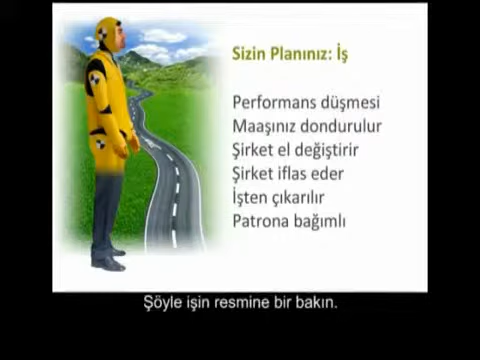 Sizin Planınız: İş
Performans düşmesi
Maaşınız dondurulur
Şirket el değiştirir
Şirket iflas eder
İşten çıkarılır
Patrona bağımlı
Şöyle işin resmine bir bakın.